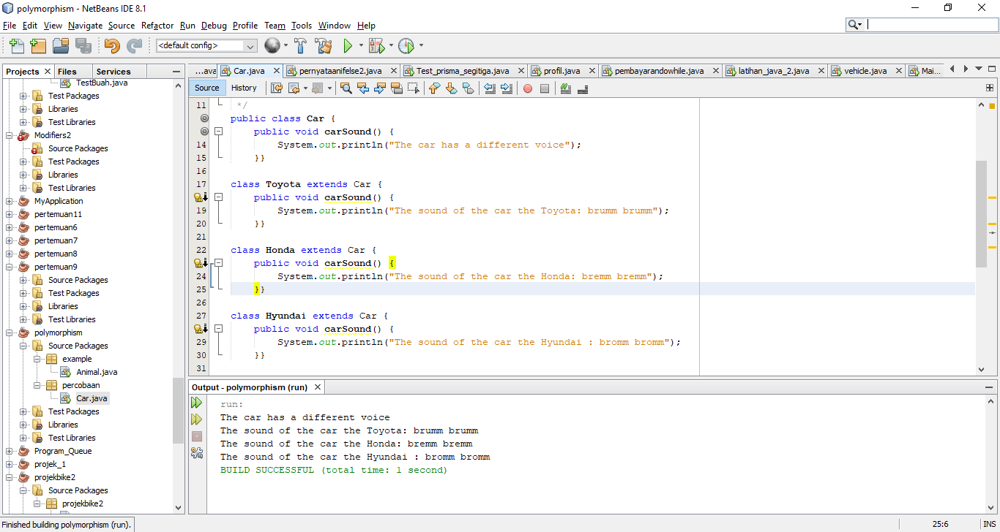 polymorphism - NetBeans IDE 8.1
File Edit View Navigate Source Refactor Run Debug Profile Team Tools Window Help
<default config>
Projects Files Services
TestBuah.java
Test Packages
Libraries
Test Libraries
Modifiers2
Source Packages
Test Packages
Libraries
Test Libraries
MyApplication
pertemuan11
pertemuan6
pertemuan7
pertemuan8
pertemuan9
Source Packages
Test Packages
Libraries
Test Libraries
polymorphism
Source Packages
example
Animal.java
percobaan
Car.java
Test Packages
Libraries
Test Libraries
Program_Queue
projek_1
projekbike2
Source Packages
projekbike2
...ava Car.java pernyataanifelse2.java Test_prisma_segitiga.java profil.java pembayarandowhile.java latihan_java_2.java vehicle.java Mai...
Source History
11 */
public class Car {
public void carSound() {
14 System.out.println("The car has a different voice");
15 }}
16
17 class Toyota extends Car {
public void carSound() {
19 System.out.println("The sound of the car the Toyota: brumm brumm");
20 }}
21
22 class Honda extends Car {
public void carSound() {
24 System.out.println("The sound of the car the Honda: bremm bremm");
25 }}
26
27 class Hyundai extends Car {
public void carSound() {
29 System.out.println("The sound of the car the Hyundai : bromm bromm");
30 }}
31
Output - polymorphism (run)
run:
The car has a different voice
The sound of the car the Toyota: brumm brumm
The sound of the car the Honda: bremm bremm
The sound of the car the Hyundai : bromm bromm
BUILD SUCCESSFUL (total time: 1 second)
Finished building polymorphism (run). 25:6 INS